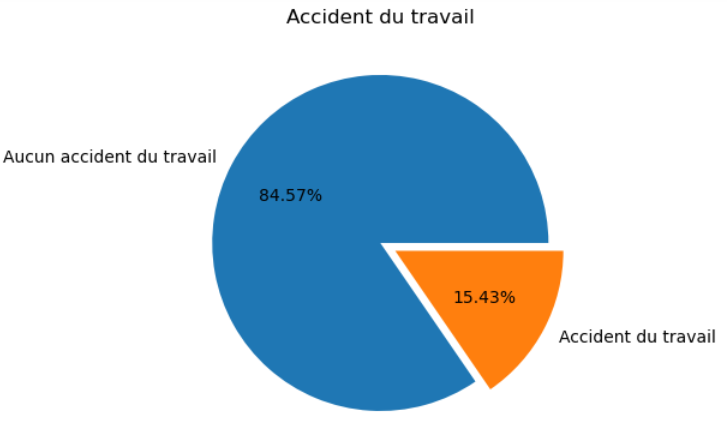 Accident du travail
Aucun accident du travail
84.57%
15.43%
Accident du travail